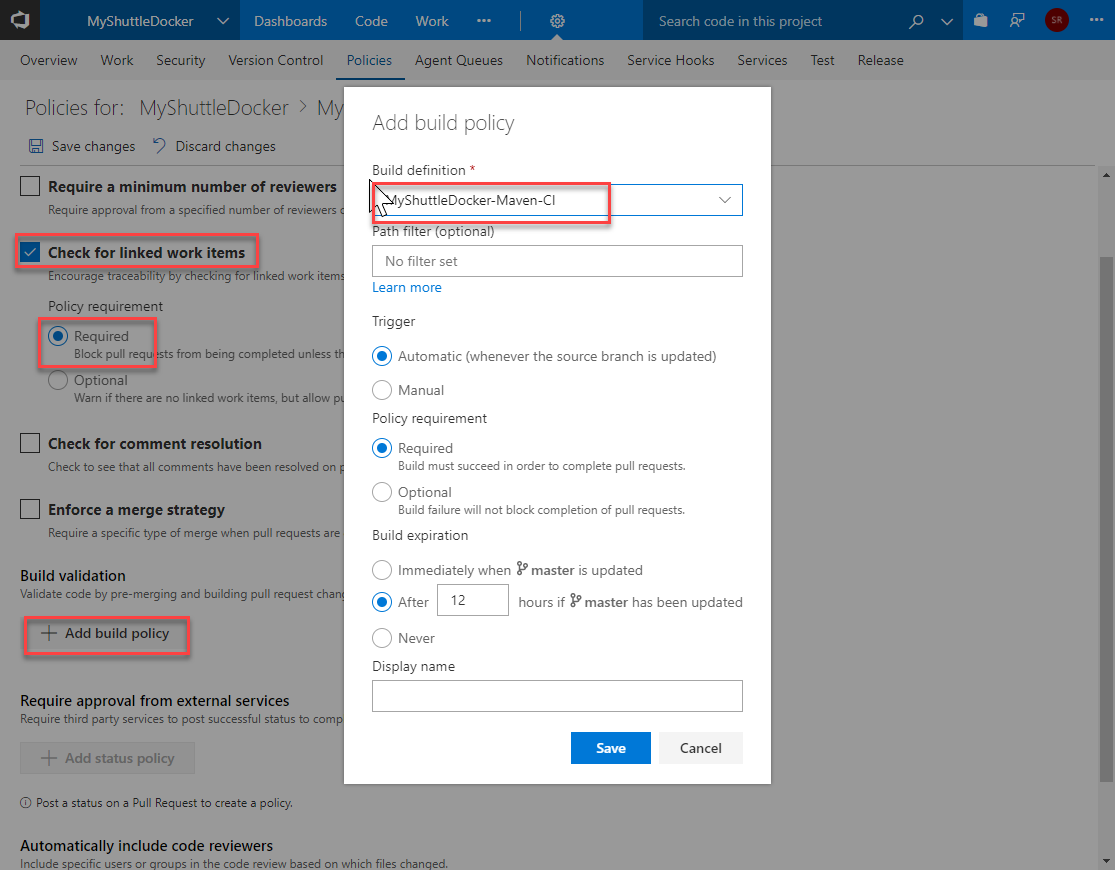 MyShuttleDocker
Dashboards
Code
Work
Search code in this project
SR
Overview
Work
Security
Version Control
Policies
Agent Queues
Notifications
Service Hooks
Services
Test
Release
Policies for: MyShuttleDocker > My
Save changes
Discard changes
Require a minimum number of reviewers
Require approval from a specified number of reviewers
Check for linked work items
Encourage traceability by checking for linked work items
Policy requirement
Required
Block pull requests from being completed unless th
Optional
Warn if there are no linked work items, but allow pu
Check for comment resolution
Check to see that all comments have been resolved on p
Enforce a merge strategy
Require a specific type of merge when pull requests are
Build validation
Validate code by pre-merging and building pull request chang
Add build policy
Require approval from external services
Require third party services to post successful status to comp
Add status policy
Post a status on a Pull Request to create a policy.
Automatically include code reviewers
Include specific users or groups in the code review based on which files changed.
Add build policy
Build definition *
MyShuttleDocker-Maven-CI
Path filter (optional)
No filter set
Learn more
Trigger
Automatic (whenever the source branch is updated)
Manual
Policy requirement
Required
Build must succeed in order to complete pull requests.
Optional
Build failure will not block completion of pull requests.
Build expiration
Immediately when master is updated
After 12 hours if master has been updated
Never
Display name
Save
Cancel